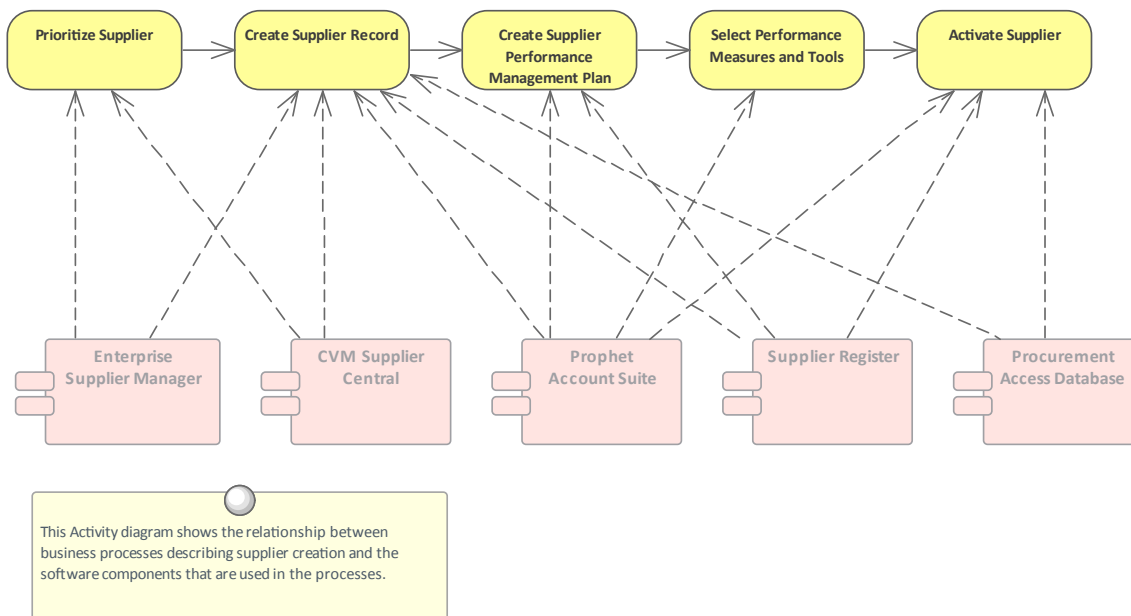 Prioritize Supplier
Create Supplier Record
Create Supplier
Performance
Management Plan
Select Performance
Measures and Tools
Activate Supplier
Enterprise
Supplier Manager
CVM Supplier
Central
Prophet
Account Suite
Supplier Register
Procurement
Access Database
This Activity diagram shows the relationship between
business processes describing supplier creation and the
software components that are used in the processes.